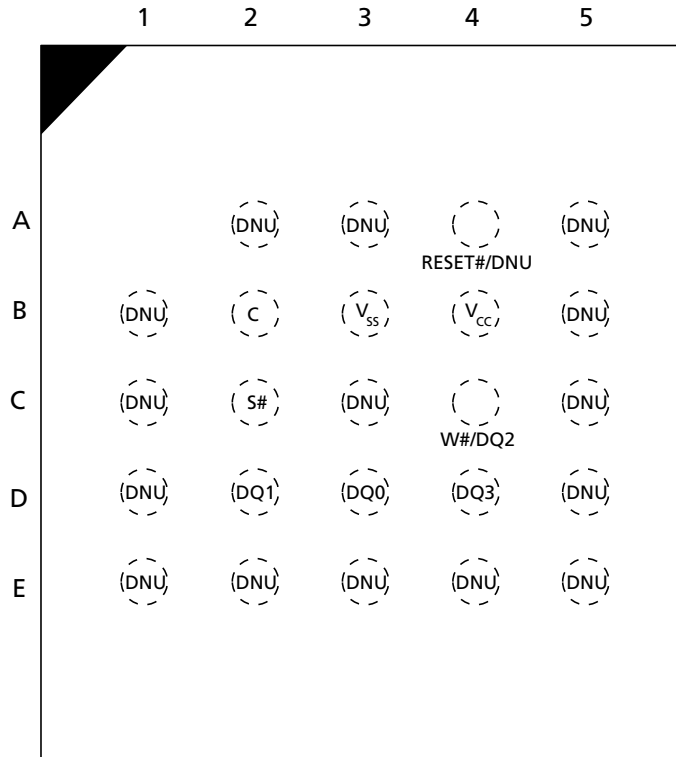 1 2 3 4 5
A DNU DNU DNU
RESET#/DNU
B DNU C VSS VCC DNU
C DNU S# DNU DNU
W#/DQ2
D DNU DQ1 DQ0 DQ3 DNU
E DNU DNU DNU DNU DNU